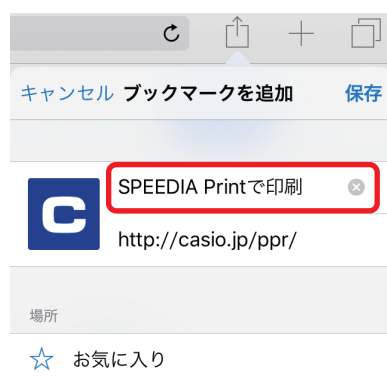 キャンセル ブックマークを追加 保存
C
SPEEDIA Printで印刷
http://casio.jp/ppr/
場所
お気に入り